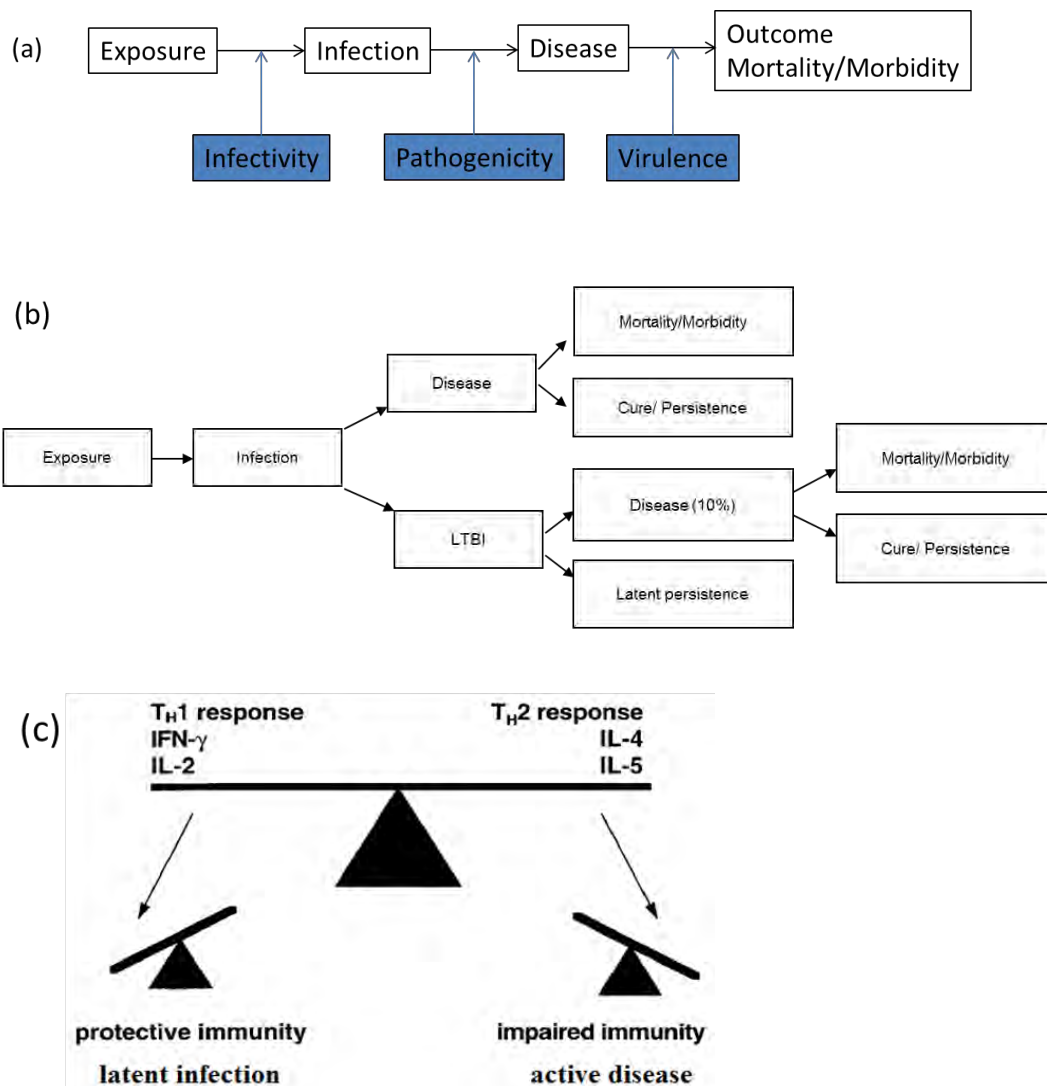 (a)
Exposure
Infection
Disease
Outcome
Mortality/Morbidity
Infectivity
Pathogenicity
Virulence
(b)
Mortality/Morbidity
Disease
Cure/ Persistence
Exposure
Infection
Mortality/Morbidity
Disease (10%)
LTBI
Cure/ Persistence
Latent persistence
(c)
TH1 response
IFN-γ
IL-2
TH2 response
IL-4
IL-5
protective immunity
latent infection
impaired immunity
active disease